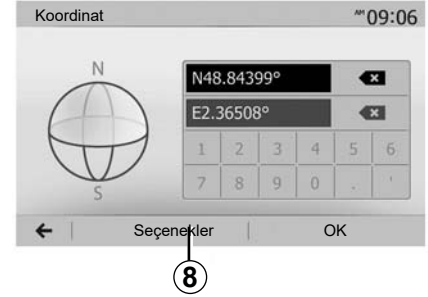 Koordinat AM 09:06
N
N48.84399°
E2.36508°
1 2 3 4 5 6
7 8 9 0 . '
S
Seçenekler OK
8